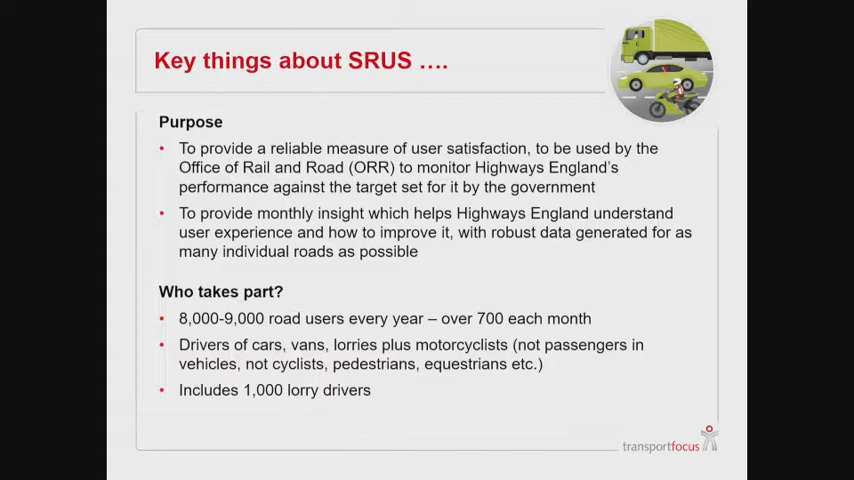 Key things about SRUS ….
Purpose
• To provide a reliable measure of user satisfaction, to be used by the
Office of Rail and Road (ORR) to monitor Highways England's
performance against the target set for it by the government
• To provide monthly insight which helps Highways England understand
user experience and how to improve it, with robust data generated for as
many individual roads as possible
Who takes part?
• 8,000-9,000 road users every year – over 700 each month
• Drivers of cars, vans, lorries plus motorcyclists (not passengers in
vehicles, not cyclists, pedestrians, equestrians etc.)
• Includes 1,000 lorry drivers
transportfocus